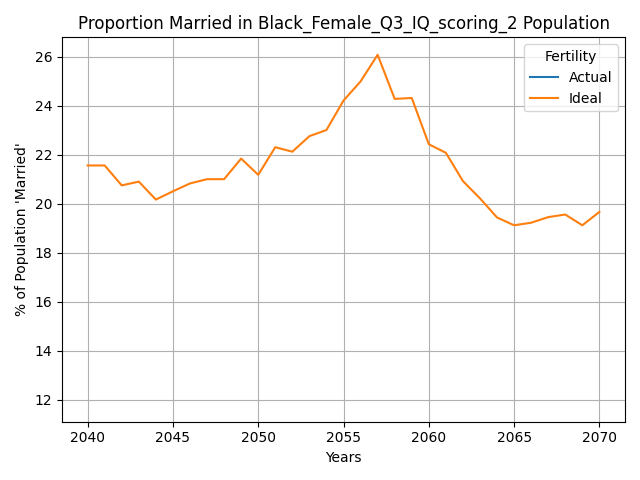 Proportion Married in Black_Female_Q3_IQ_scoring_2 Population
Fertility
Actual
Ideal
% of Population 'Married'
26
24
22
20
18
16
14
12
2040 2045 2050 2055 2060 2065 2070
Years